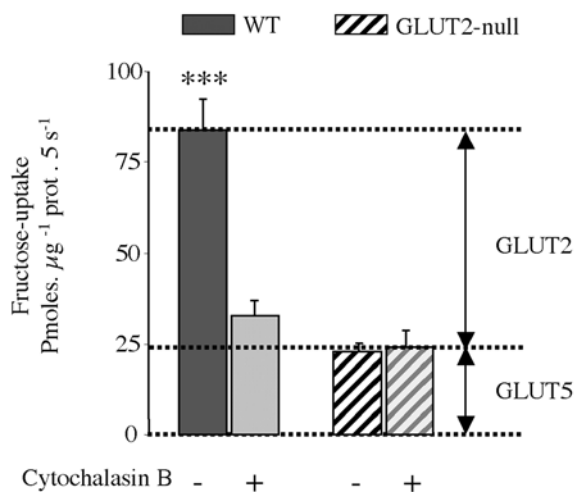 WT GLUT2-null
100
***
75
50
25
0
Fructose-uptake
Pmoles. µg⁻¹ prot . 5 s⁻¹
GLUT2
GLUT5
Cytochalasin B - + - +